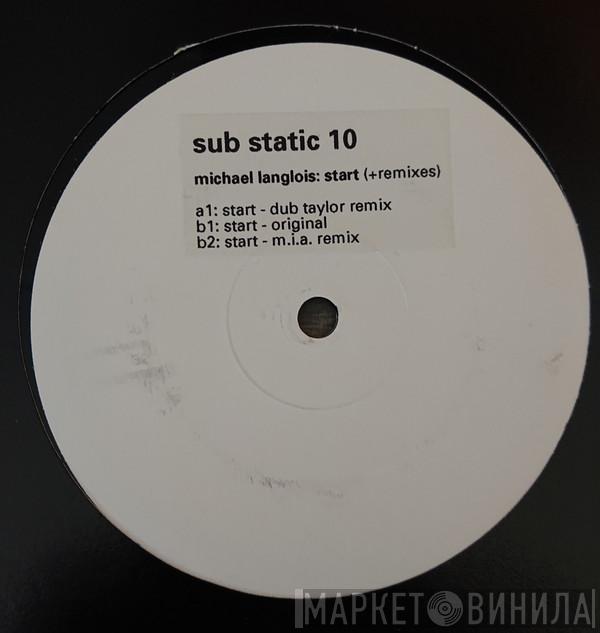 sub static 10
michael langlois: start (+remixes)
a1: start - dub taylor remix
b1: start - original
b2: start - m.i.a. remix
МАРКЕТ ВИНИЛА